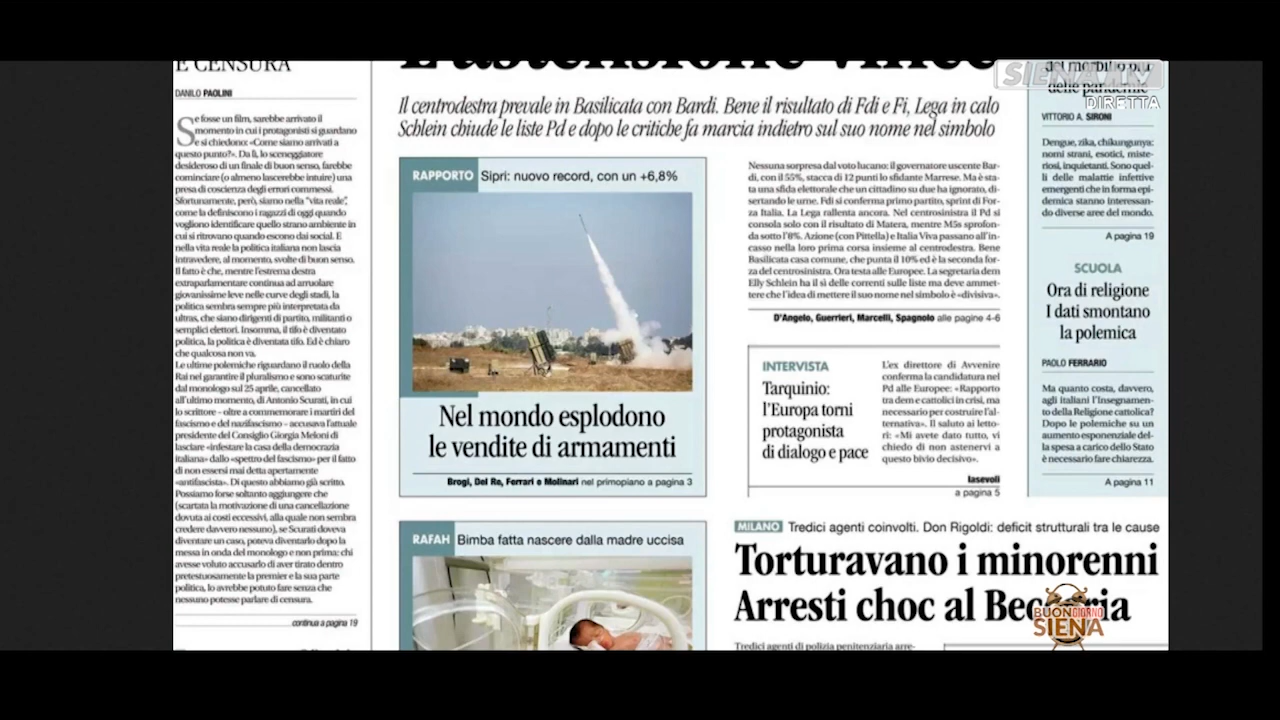 E CENSURA
DANILO PAOLINI
Se fosse un film, sarebbe arrivato il
momento in cui i protagonisti si guardano
e si chiedono: «Come siamo arrivati a
questo punto?». Da lì, lo sceneggiatore
desideroso di un finale di buon senso, farebbe
cominciare (o almeno lascerebbe intuire) una
presa di coscienza degli errori commessi.
Sfortunatamente, però, siamo nella "vita reale",
come la definiscono i ragazzi di oggi quando
vogliono identificare quello strano ambiente in
cui si ritrovano quando escono dai social. E
nella vita reale la politica italiana non lascia
intravedere, al momento, svolte di buon senso.
Il fatto è che, mentre l'estrema destra
extraparlamentare continua ad arruolare
giovanissime leve nelle curve degli stadi, la
politica sembra sempre più interpretata da
ultras, che siano dirigenti di partito, militanti o
semplici elettori. Insomma, il tifo è diventato
politica, la politica è diventata tifo. Ed è chiaro
che qualcosa non va.
Le ultime polemiche riguardano il ruolo della
Rai nel garantire il pluralismo e sono scaturite
dal monologo sul 25 aprile, cancellato
all'ultimo momento, di Antonio Scurati, in cui
lo scrittore – oltre a commemorare i martiri del
fascismo e del nazifascismo – accusava l'attuale
presidente del Consiglio Giorgia Meloni di
lasciare «infestare la casa della democrazia
italiana» dallo «spettro del fascismo» per il fatto
di non essersi mai detta apertamente
«antifascista». Di questo abbiamo già scritto.
Possiamo forse soltanto aggiungere che
(scartata la motivazione di una cancellazione
dovuta ai costi eccessivi, alla quale non sembra
credere davvero nessuno), se Scurati doveva
diventare un caso, poteva diventarlo dopo la
messa in onda del monologo e non prima: chi
avesse voluto accusarlo di aver tirato dentro
pretestuosamente la premier e la sua parte
politica, lo avrebbe potuto fare senza che
nessuno potesse parlare di censura.
continua a pagina 19
L'astensione vince
Il centrodestra prevale in Basilicata con Bardi. Bene il risultato di Fdi e Fi, Lega in calo
Schlein chiude le liste Pd e dopo le critiche fa marcia indietro sul suo nome nel simbolo
RAPPORTO Sipri: nuovo record, con un +6,8%
Nel mondo esplodono
le vendite di armamenti
Brogi, Del Re, Ferrari e Molinari nel primopiano a pagina 3
RAFAH Bimba fatta nascere dalla madre uccisa
Nessuna sorpresa dal voto lucano: il governatore uscente Bar-
di, con il 55%, stacca di 12 punti lo sfidante Marrese. Ma è sta-
ta una sfida elettorale che un cittadino su due ha ignorato, di-
sertando le urne. Fdi si conferma primo partito, sprint di For-
za Italia. La Lega rallenta ancora. Nel centrosinistra il Pd si
consola solo con il risultato di Matera, mentre M5s sprofon-
da sotto l'8%. Azione (con Pittella) e Italia Viva passano all'in-
casso nella loro prima corsa insieme al centrodestra. Bene
Basilicata casa comune, che punta il 10% ed è la seconda for-
za del centrosinistra. Ora testa alle Europee. La segretaria dem
Elly Schlein ha il sì delle correnti sulle liste ma deve ammet-
tere che l'idea di mettere il suo nome nel simbolo è «divisiva».
D'Angelo, Guerrieri, Marcelli, Spagnolo alle pagine 4-6
INTERVISTA
Tarquinio:
l'Europa torni
protagonista
di dialogo e pace
L'ex direttore di Avvenire
conferma la candidatura nel
Pd alle Europee: «Rapporto
tra dem e cattolici in crisi, ma
necessario per costruire l'al-
ternativa». Il saluto ai letto-
ri: «Mi avete dato tutto, vi
chiedo di non astenervi a
questo bivio decisivo».
Iasevoli
a pagina 5
MILANO Tredici agenti coinvolti. Don Rigoldi: deficit strutturali tra le cause
Torturavano i minorenni
Arresti choc al Beccaria
Tredici agenti di polizia penitenziaria arre-
SIENA TV
DIRETTA
del morbillo ora
delle pandemie
VITTORIO A. SIRONI
Dengue, zika, chikungunya:
nomi strani, esotici, miste-
riosi, inquietanti. Sono quel-
li delle malattie infettive
emergenti che in forma epi-
demica stanno interessan-
do diverse aree del mondo.
A pagina 19
SCUOLA
Ora di religione
I dati smontano
la polemica
PAOLO FERRARIO
Ma quanto costa, davvero,
agli italiani l'Insegnamen-
to della Religione cattolica?
Dopo le polemiche su un
aumento esponenziale del-
la spesa a carico dello Stato
è necessario fare chiarezza.
A pagina 11
BUONGIORNO
SIENA